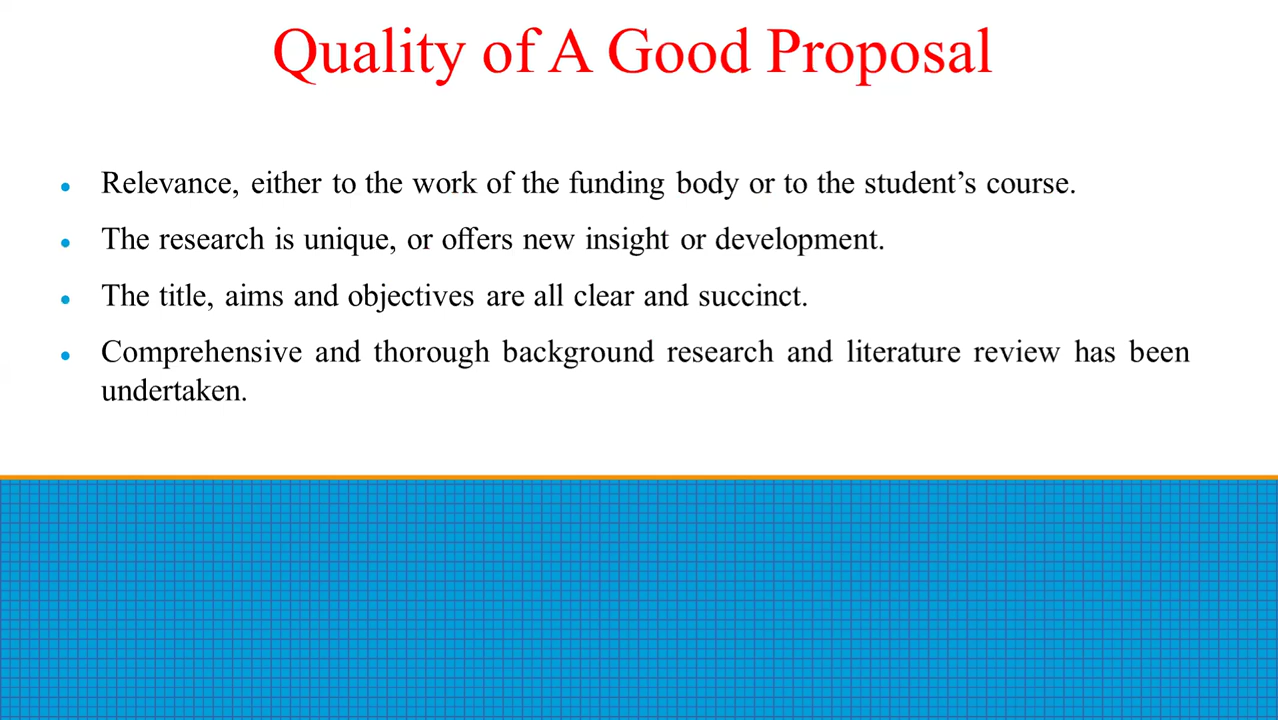 Quality of A Good Proposal
• Relevance, either to the work of the funding body or to the student’s course.
• The research is unique, or offers new insight or development.
• The title, aims and objectives are all clear and succinct.
• Comprehensive and thorough background research and literature review has been
undertaken.